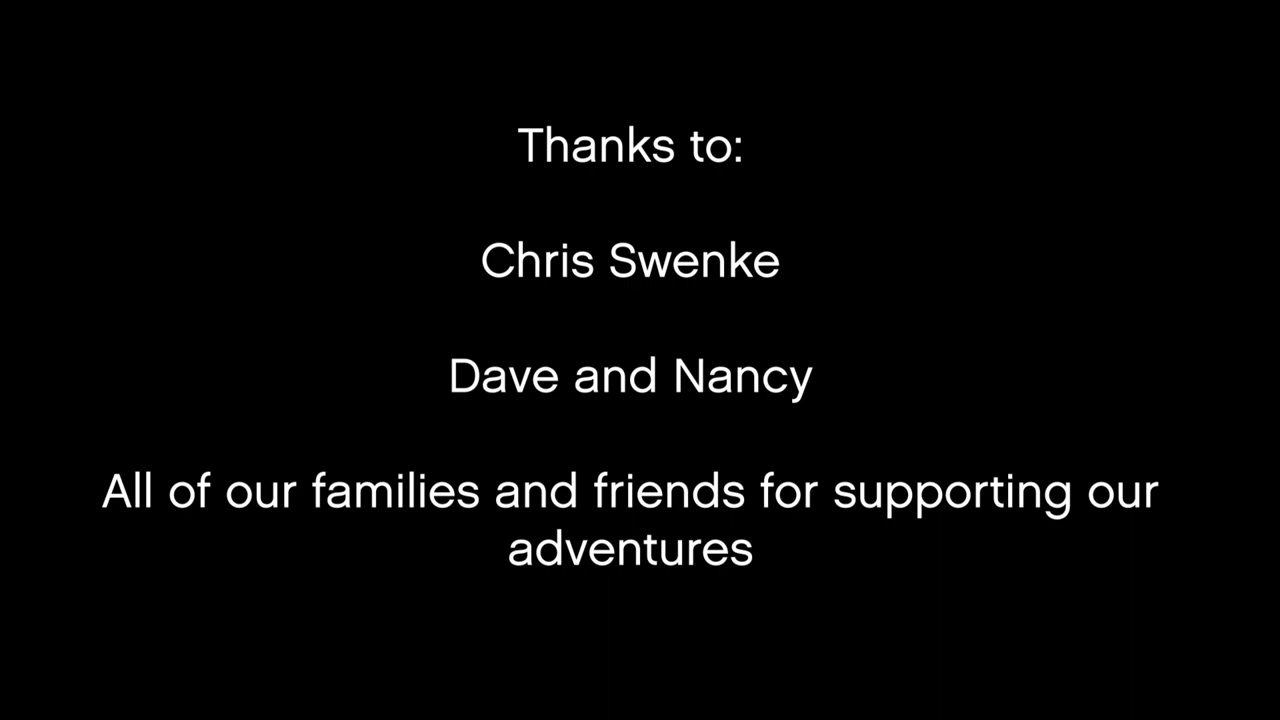 Thanks to:
Chris Swenke
Dave and Nancy
All of our families and friends for supporting our
adventures